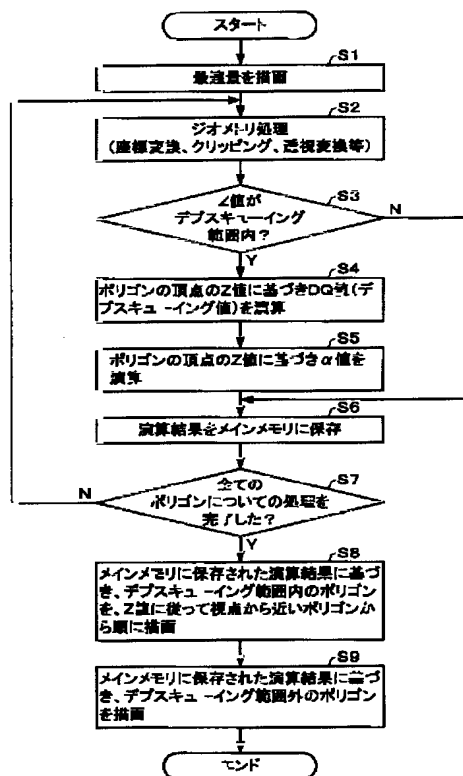 スタート
S1
最遠景を描画
S2
ジオメトリ処理
(座標変換、クリッピング、透視変換等)
S3
Z値が
デプスキューイング
範囲内?
N
Y
S4
ポリゴンの頂点のZ値に基づきDQ値(デ
プスキューイング値)を演算
S5
ポリゴンの頂点のZ値に基づきα値を
演算
S6
演算結果をメインメモリに保存
S7
全ての
ポリゴンについての処理を
完了した?
N
Y
S8
メインメモリに保存された演算結果に基づ
き、デプスキューイング範囲内のポリゴン
を、Z値に従って視点から近いポリゴンか
ら順に描画
S9
メインメモリに保存された演算結果に基づ
き、デプスキューイング範囲外のポリゴン
を描画
エンド